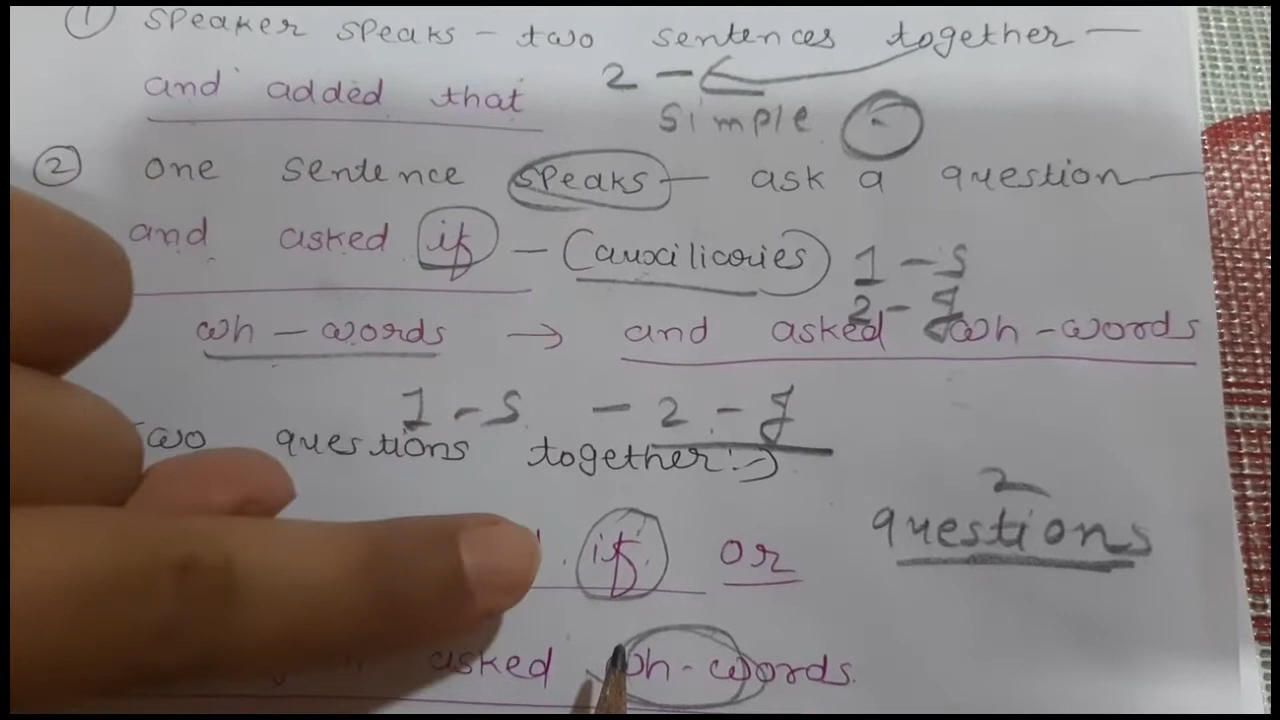 ① speaker speaks - two sentences together —
and added that 2 -
simple
② one sentence speaks — ask a question —
and asked if - (auxilicaries) 1 - s
2 - q
wh - words → and asked wh - words
1 - s - 2 - q
two questions together :-
2
questions
if or
asked wh - words.